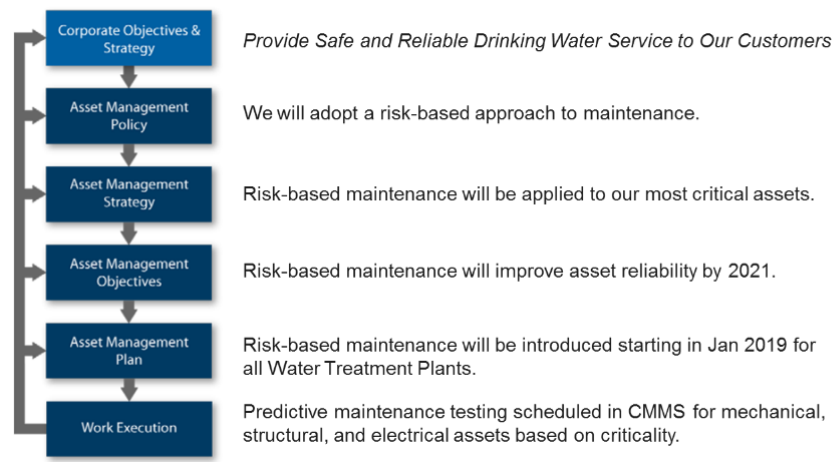 Corporate Objectives &
Strategy
Provide Safe and Reliable Drinking Water Service to Our Customers
Asset Management
Policy
We will adopt a risk-based approach to maintenance.
Asset Management
Strategy
Risk-based maintenance will be applied to our most critical assets.
Asset Management
Objectives
Risk-based maintenance will improve asset reliability by 2021.
Asset Management
Plan
Risk-based maintenance will be introduced starting in Jan 2019 for
all Water Treatment Plants.
Work Execution
Predictive maintenance testing scheduled in CMMS for mechanical,
structural, and electrical assets based on criticality.